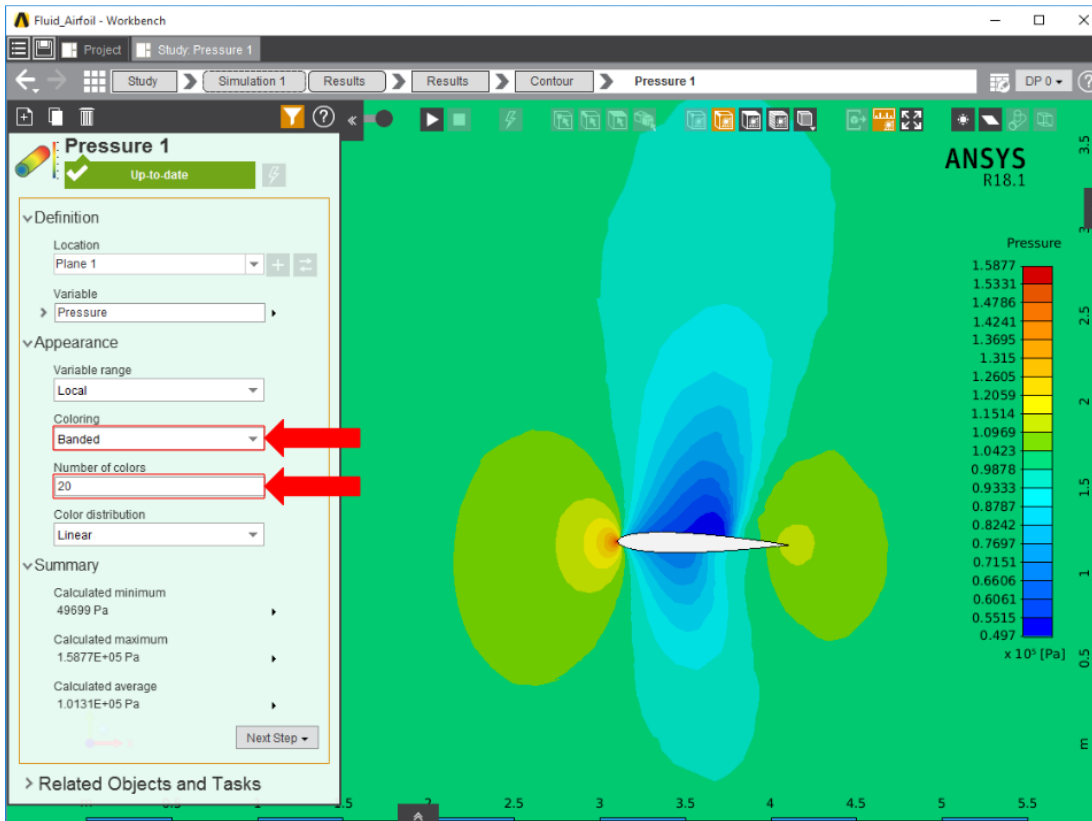 Fluid_Airfoil - Workbench
Project
Study: Pressure 1
Study
Simulation 1
Results
Results
Contour
Pressure 1
DP 0
Pressure 1
Up-to-date
Definition
Location
Plane 1
Variable
Pressure
Appearance
Variable range
Local
Coloring
Banded
Number of colors
20
Color distribution
Linear
Summary
Calculated minimum
49699 Pa
Calculated maximum
1.5877E+05 Pa
Calculated average
1.0131E+05 Pa
Next Step
Related Objects and Tasks
ANSYS
R18.1
Pressure
1.5877
1.5331
1.4786
1.4241
1.3695
1.315
1.2605
1.2059
1.1514
1.0969
1.0423
0.9878
0.9333
0.8787
0.8242
0.7697
0.7151
0.6606
0.6061
0.5515
0.497
x 10⁵ [Pa]
3.5
3
2.5
2
1.5
1
0.5
m
m 0.5 1 1.5 2 2.5 3 3.5 4 4.5 5 5.5